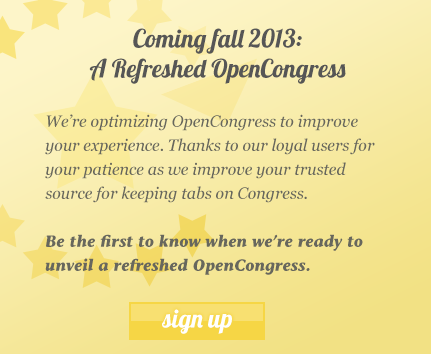 Coming fall 2013:
A Refreshed OpenCongress
We're optimizing OpenCongress to improve
your experience. Thanks to our loyal users for
your patience as we improve your trusted
source for keeping tabs on Congress.
Be the first to know when we're ready to
unveil a refreshed OpenCongress.
sign up